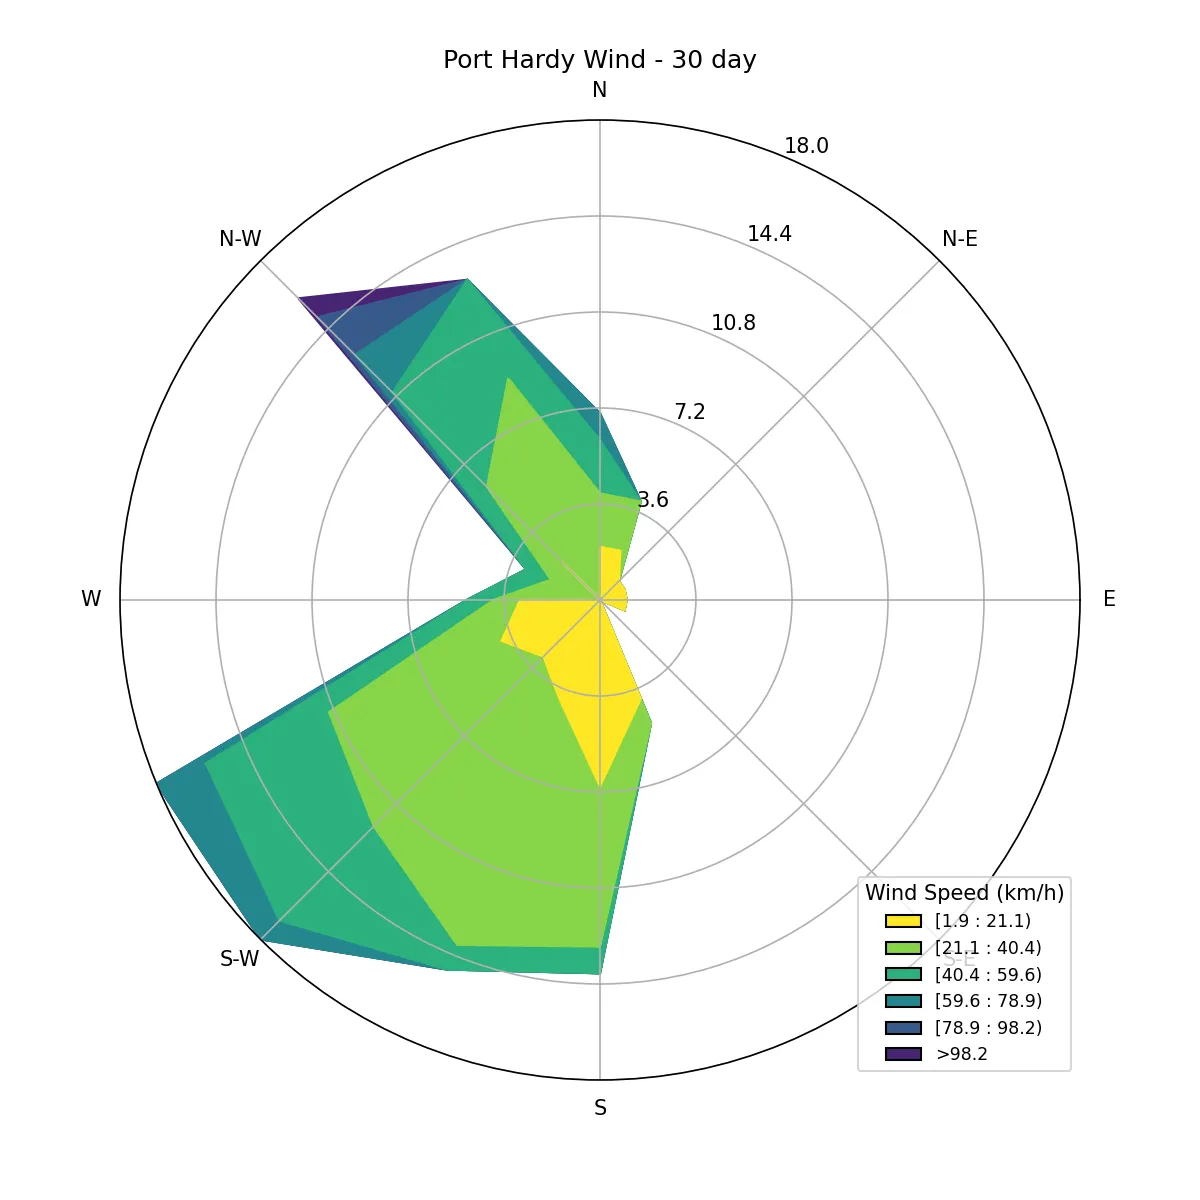 Port Hardy Wind - 30 day
N
18.0
N-W
14.4
N-E
10.8
7.2
3.6
W
E
S-W
S-E
S
Wind Speed (km/h)
[1.9 : 21.1)
[21.1 : 40.4)
[40.4 : 59.6)
[59.6 : 78.9)
[78.9 : 98.2)
>98.2